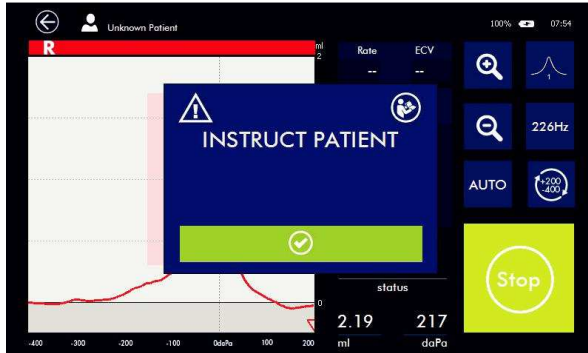 Unknown Patient
100%
07:54
R
ml
2
Rate ECV
-- --
INSTRUCT PATIENT
1
226Hz
AUTO
+200
-400
Stop
status
0
2.19 217
ml daPa
-400 -300 -200 -100 0daPa 100 200